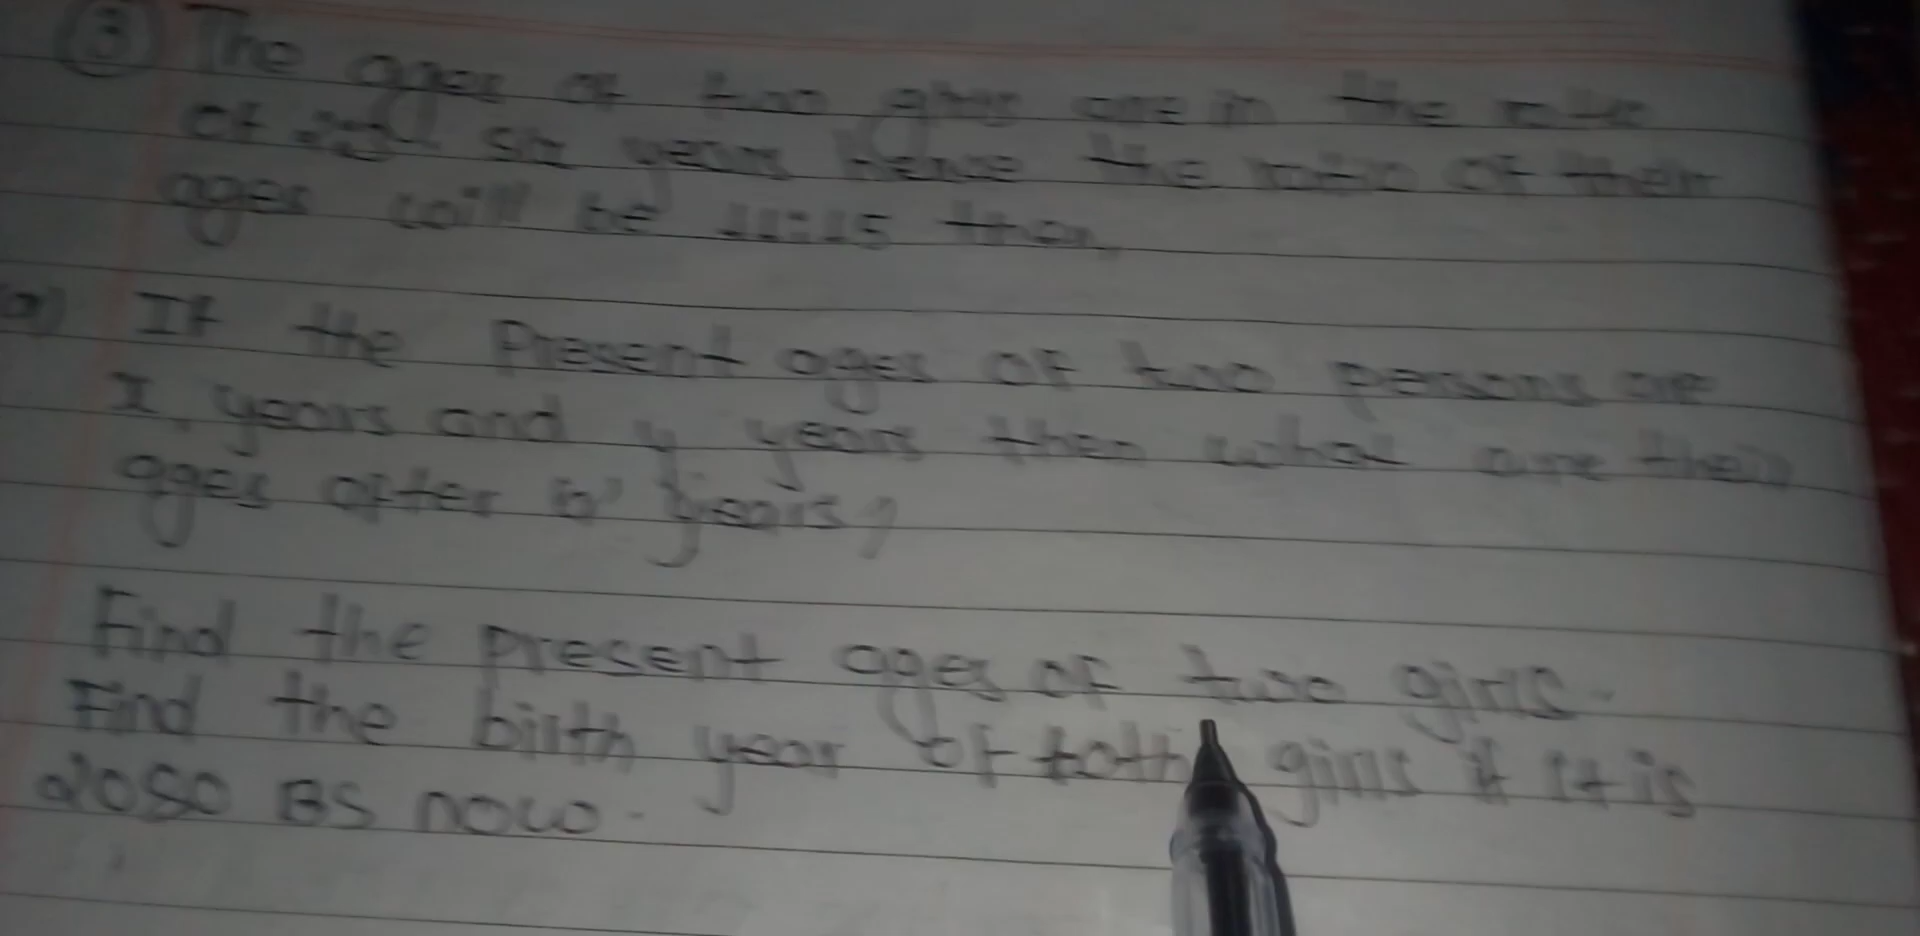 ③ The ages of two girls are in the ratio
of six years hence the ratio of their
ages will be 11:15 then,
(a) If the Present ages of two persons are
x years and y years then what are their
ages after years?
Find the present ages of two girls.
Find the birth year of both girls if it is
2080 BS now.